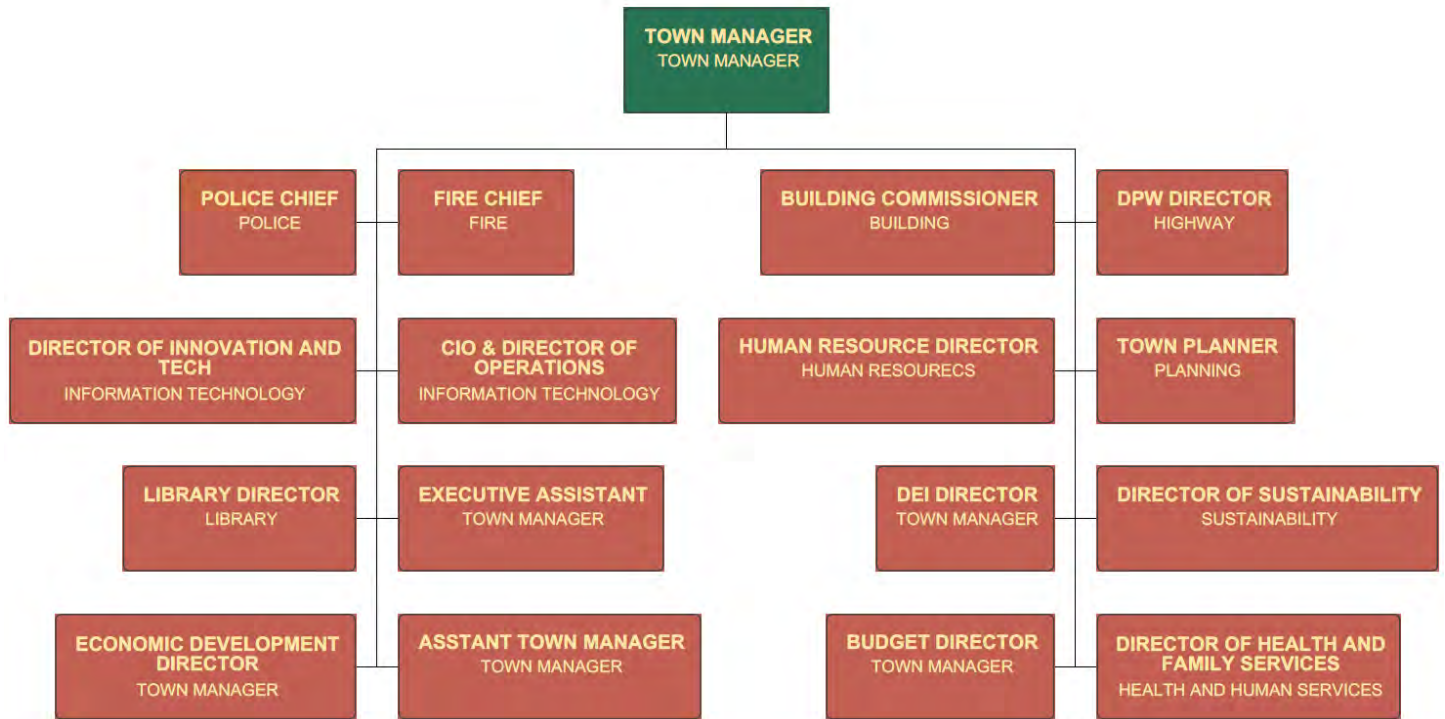 TOWN MANAGER
TOWN MANAGER
POLICE CHIEF
POLICE
FIRE CHIEF
FIRE
BUILDING COMMISSIONER
BUILDING
DPW DIRECTOR
HIGHWAY
DIRECTOR OF INNOVATION AND
TECH
INFORMATION TECHNOLOGY
CIO & DIRECTOR OF
OPERATIONS
INFORMATION TECHNOLOGY
HUMAN RESOURCE DIRECTOR
HUMAN RESOURECS
TOWN PLANNER
PLANNING
LIBRARY DIRECTOR
LIBRARY
EXECUTIVE ASSISTANT
TOWN MANAGER
DEI DIRECTOR
TOWN MANAGER
DIRECTOR OF SUSTAINABILITY
SUSTAINABILITY
ECONOMIC DEVELOPMENT
DIRECTOR
TOWN MANAGER
ASSTANT TOWN MANAGER
TOWN MANAGER
BUDGET DIRECTOR
TOWN MANAGER
DIRECTOR OF HEALTH AND
FAMILY SERVICES
HEALTH AND HUMAN SERVICES